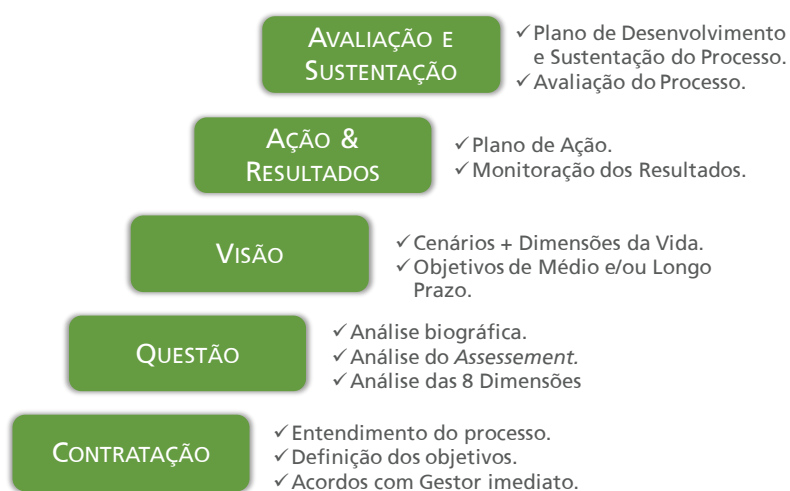 AVALIAÇÃO E
SUSTENTAÇÃO
✓ Plano de Desenvolvimento
e Sustentação do Processo.
✓ Avaliação do Processo.
AÇÃO &
RESULTADOS
✓ Plano de Ação.
✓ Monitoração dos Resultados.
VISÃO
✓ Cenários + Dimensões da Vida.
✓ Objetivos de Médio e/ou Longo
Prazo.
QUESTÃO
✓ Análise biográfica.
✓ Análise do Assessement.
✓ Análise das 8 Dimensões
CONTRATAÇÃO
✓ Entendimento do processo.
✓ Definição dos objetivos.
✓ Acordos com Gestor imediato.